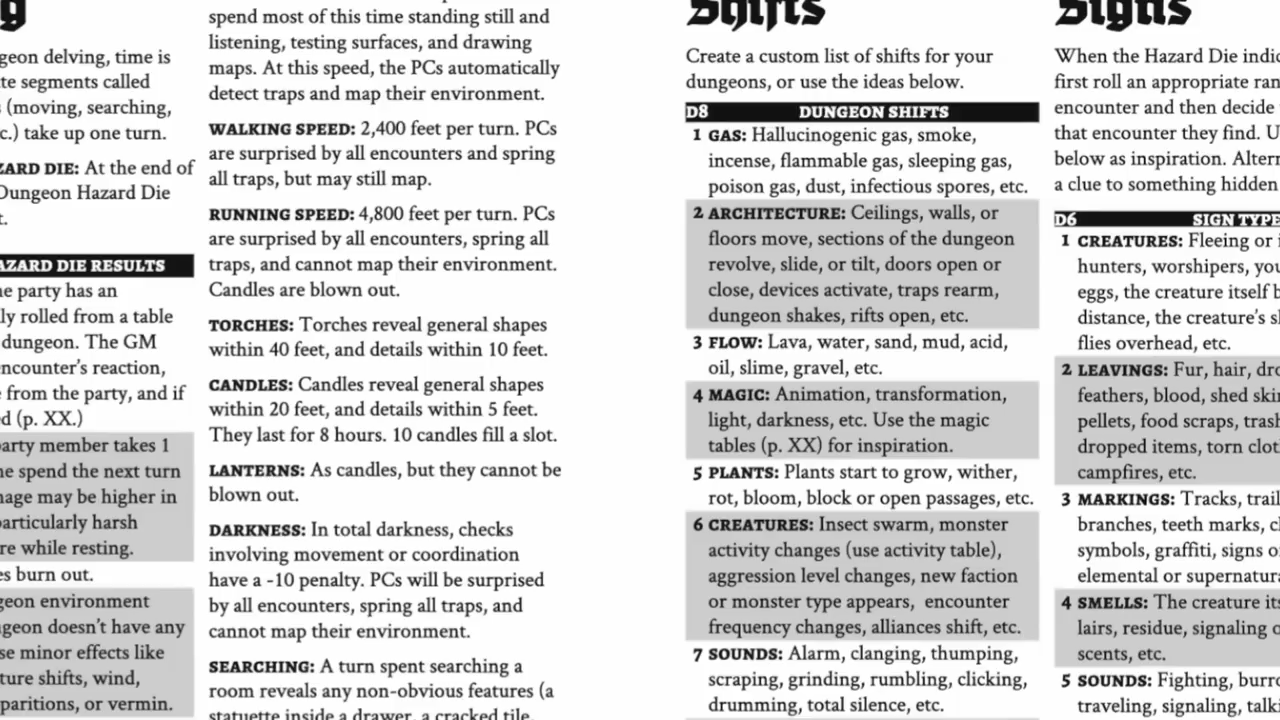 g
geon delving, time is
te segments called
(moving, searching,
c.) take up one turn.
ZARD DIE: At the end of
Dungeon Hazard Die
t.
AZARD DIE RESULTS
he party has an
ly rolled from a table
dungeon. The GM
encounter's reaction,
e from the party, and if
ed (p. XX.)
party member takes 1
ne spend the next turn
mage may be higher in
particularly harsh
re while resting.
es burn out.
geon environment
ngeon doesn't have any
se minor effects like
ture shifts, wind,
paritions, or vermin.
spend most of this time standing still and
listening, testing surfaces, and drawing
maps. At this speed, the PCs automatically
detect traps and map their environment.
WALKING SPEED: 2,400 feet per turn. PCs
are surprised by all encounters and spring
all traps, but may still map.
RUNNING SPEED: 4,800 feet per turn. PCs
are surprised by all encounters, spring all
traps, and cannot map their environment.
Candles are blown out.
TORCHES: Torches reveal general shapes
within 40 feet, and details within 10 feet.
CANDLES: Candles reveal general shapes
within 20 feet, and details within 5 feet.
They last for 8 hours. 10 candles fill a slot.
LANTERNS: As candles, but they cannot be
blown out.
DARKNESS: In total darkness, checks
involving movement or coordination
have a -10 penalty. PCs will be surprised
by all encounters, spring all traps, and
cannot map their environment.
SEARCHING: A turn spent searching a
room reveals any non-obvious features (a
statuette inside a drawer, a cracked tile,
Shifts
Create a custom list of shifts for your
dungeons, or use the ideas below.
D8 DUNGEON SHIFTS
1 GAS: Hallucinogenic gas, smoke,
incense, flammable gas, sleeping gas,
poison gas, dust, infectious spores, etc.
2 ARCHITECTURE: Ceilings, walls, or
floors move, sections of the dungeon
revolve, slide, or tilt, doors open or
close, devices activate, traps rearm,
dungeon shakes, rifts open, etc.
3 FLOW: Lava, water, sand, mud, acid,
oil, slime, gravel, etc.
4 MAGIC: Animation, transformation,
light, darkness, etc. Use the magic
tables (p. XX) for inspiration.
5 PLANTS: Plants start to grow, wither,
rot, bloom, block or open passages, etc.
6 CREATURES: Insect swarm, monster
activity changes (use activity table),
aggression level changes, new faction
or monster type appears, encounter
frequency changes, alliances shift, etc.
7 SOUNDS: Alarm, clanging, thumping,
scraping, grinding, rumbling, clicking,
drumming, total silence, etc.
Signs
When the Hazard Die indic
first roll an appropriate ran
encounter and then decide
that encounter they find. U
below as inspiration. Altern
a clue to something hidden
D6 SIGN TYPE
1 CREATURES: Fleeing or i
hunters, worshipers, you
eggs, the creature itself
distance, the creature's s
flies overhead, etc.
2 LEAVINGS: Fur, hair, dro
feathers, blood, shed skin
pellets, food scraps, trash
dropped items, torn clot
campfires, etc.
3 MARKINGS: Tracks, trail
branches, teeth marks, c
symbols, graffiti, signs o
elemental or supernatura
4 SMELLS: The creature its
lairs, residue, signaling o
scents, etc.
5 SOUNDS: Fighting, burro
traveling, signaling, talk